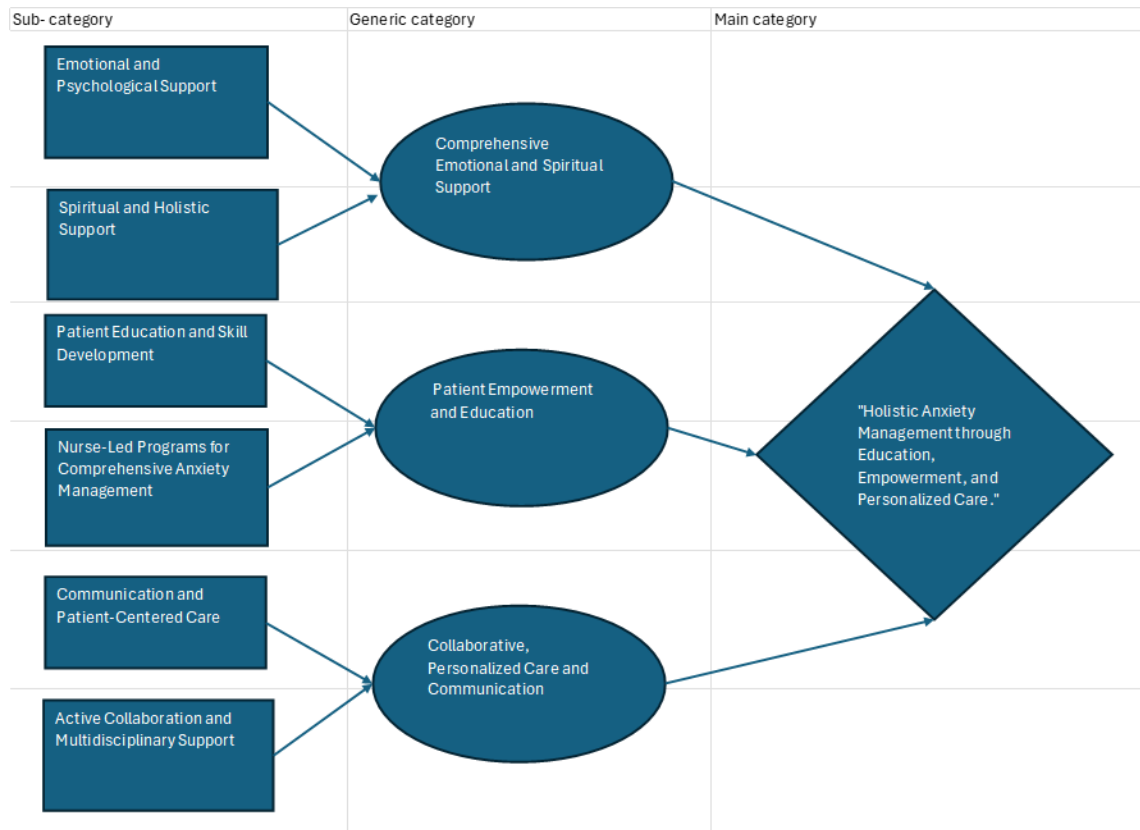 Sub- category
Generic category
Main category
Emotional and
Psychological Support
Comprehensive
Emotional and Spiritual
Support
Spiritual and Holistic
Support
Patient Education and Skill
Development
Patient Empowerment
and Education
"Holistic Anxiety
Management through
Education,
Empowerment, and
Personalized Care."
Nurse-Led Programs for
Comprehensive Anxiety
Management
Communication and
Patient-Centered Care
Collaborative,
Personalized Care and
Communication
Active Collaboration and
Multidisciplinary Support